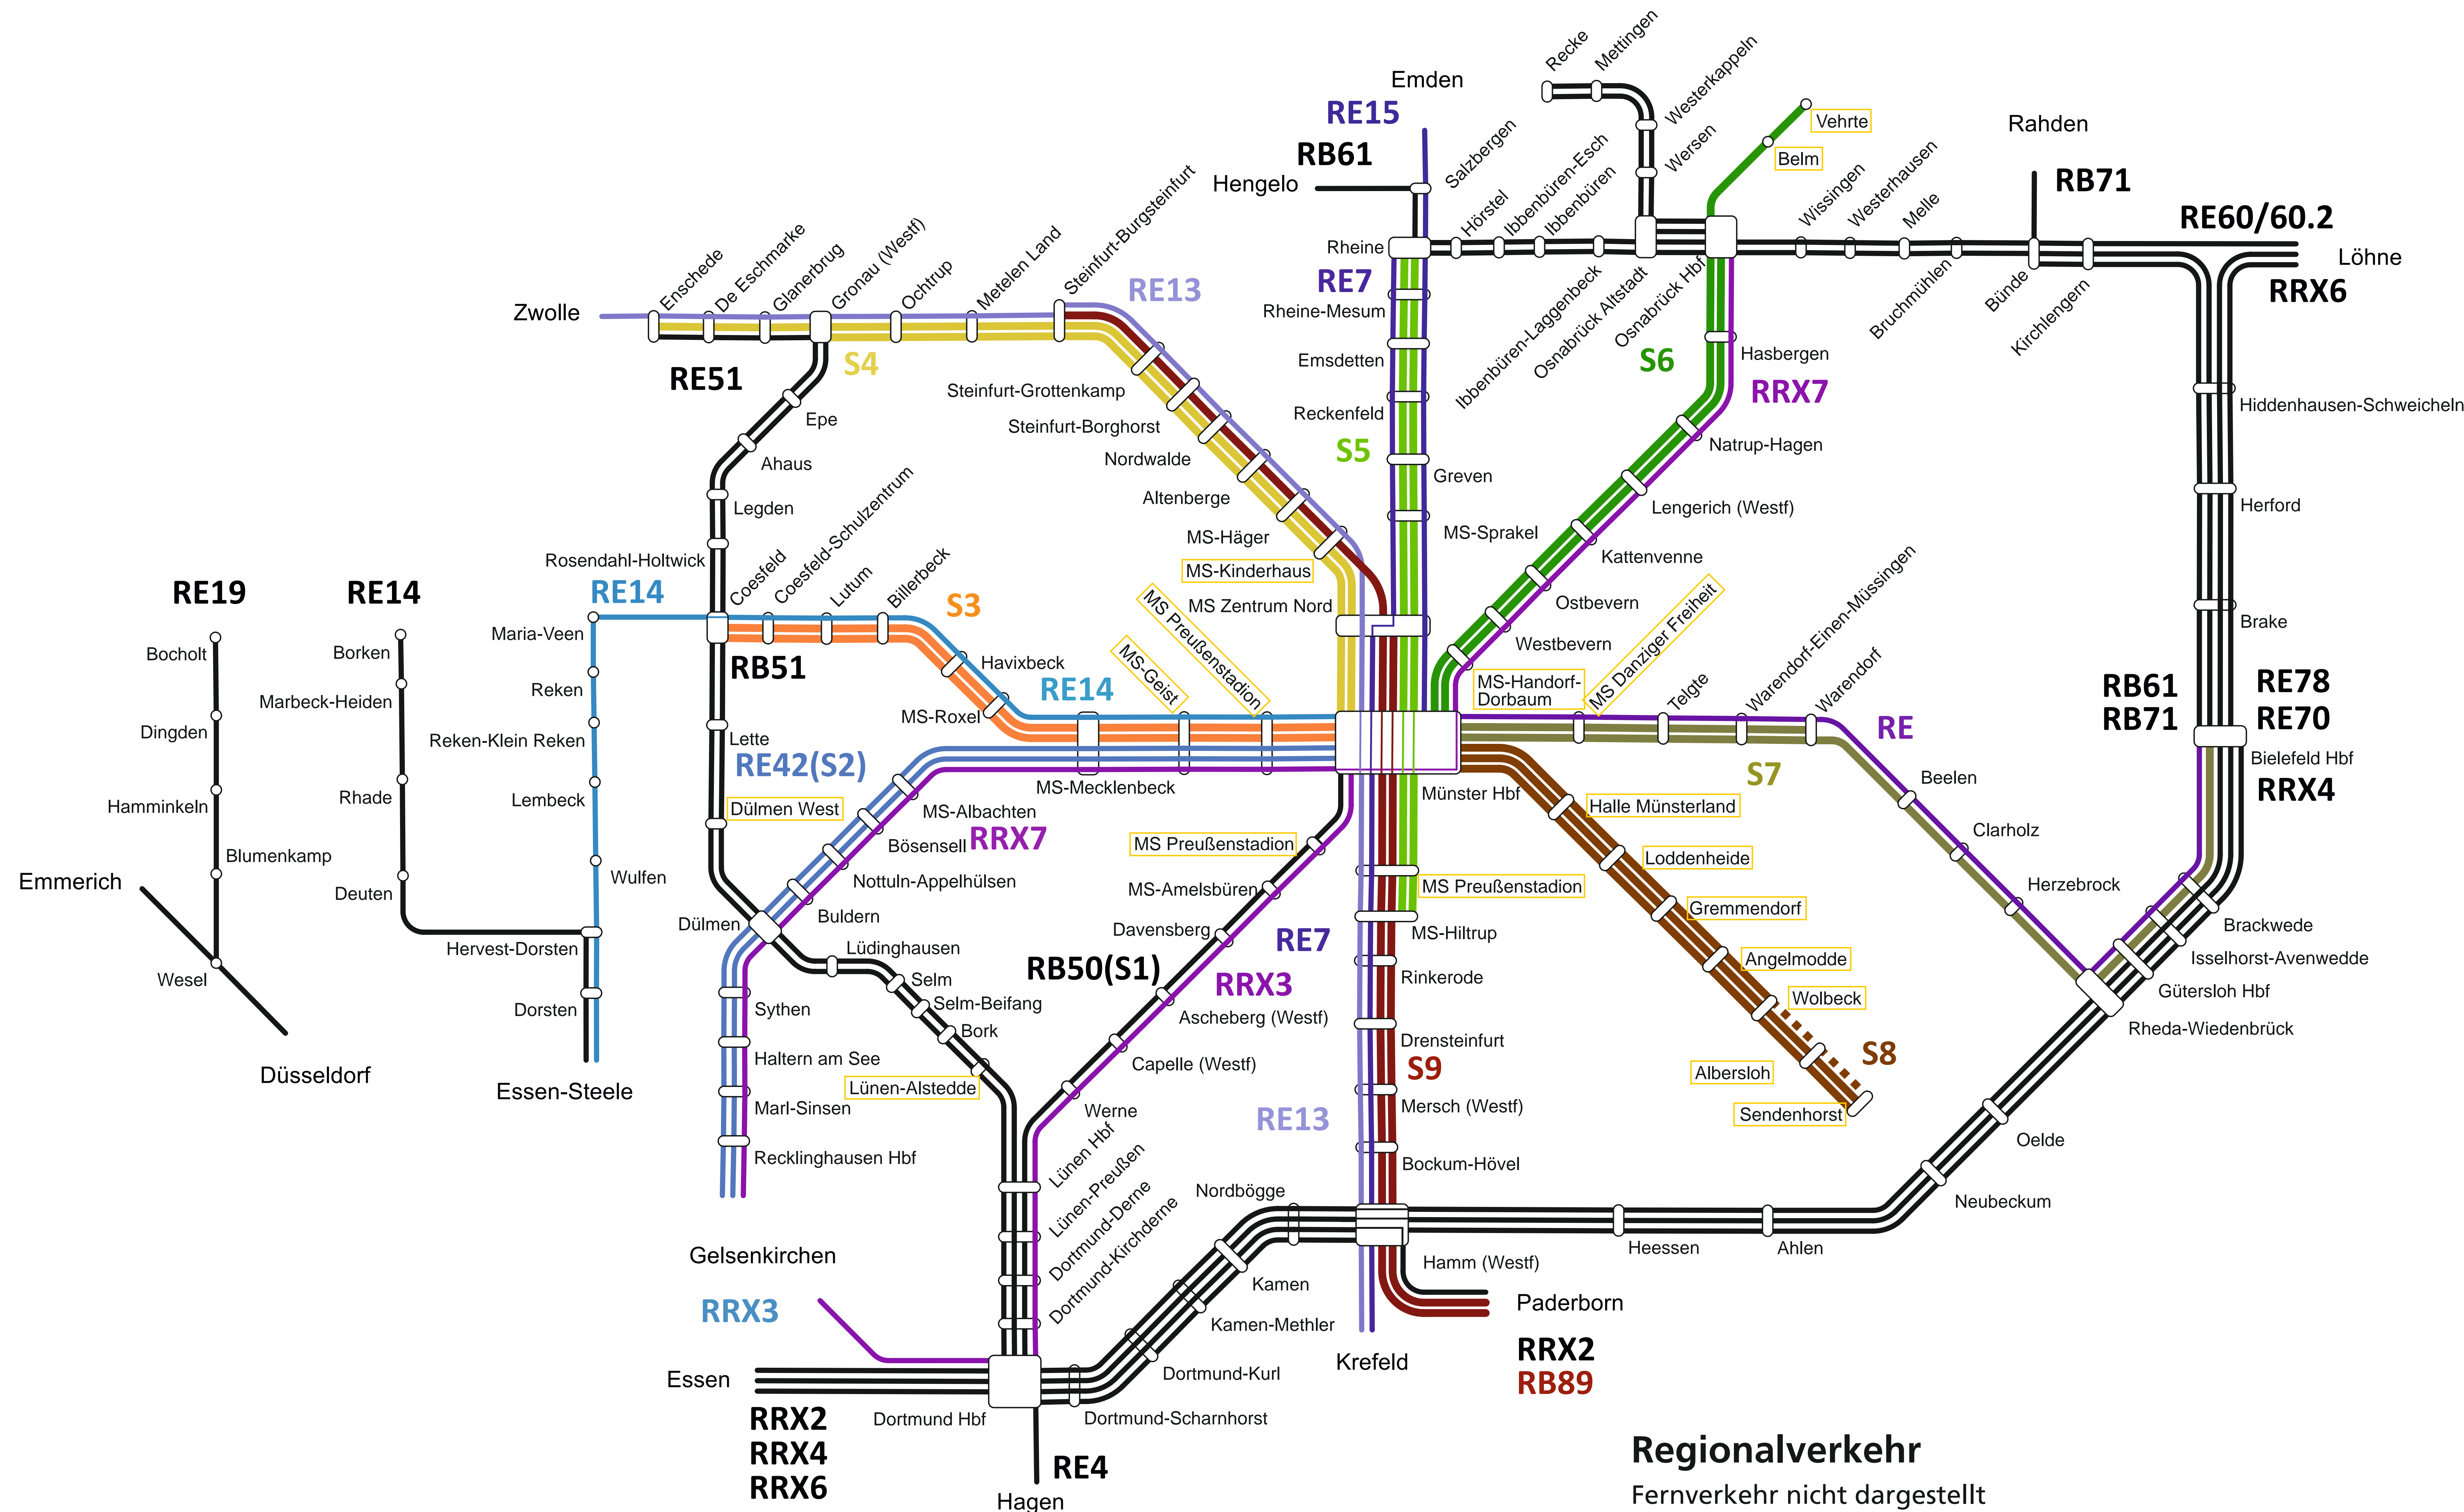 Recke
Mettingen
Westerkappeln
Wersen
Emden
RE15
RB61
Hengelo
Salzbergen
Vehrte
Belm
Rahden
RB71
RE60/60.2
Löhne
RRX6
Rheine
Hörstel
Ibbenbüren-Esch
Ibbenbüren
Ibbenbüren-Laggenbeck
Osnabrück Altstadt
Osnabrück Hbf
Wissingen
Westerhausen
Melle
Bruchmühlen
Bünde
Kirchlengern
Zwolle
Enschede
De Eschmarke
Glanerbrug
Gronau (Westf)
Ochtrup
Metelen Land
Steinfurt-Burgsteinfurt
RE13
RE51
S4
RE7
Rheine-Mesum
Emsdetten
Reckenfeld
S5
Greven
MS-Sprakel
S6
Hasbergen
RRX7
Natrup-Hagen
Lengerich (Westf)
Kattenvenne
Ostbevern
Westbevern
MS-Handorf-
Dorbaum
Hiddenhausen-Schweicheln
Herford
Brake
Steinfurt-Grottenkamp
Steinfurt-Borghorst
Nordwalde
Altenberge
MS-Häger
MS-Kinderhaus
MS Zentrum Nord
Epe
Ahaus
Legden
Rosendahl-Holtwick
Coesfeld
Coesfeld-Schulzentrum
Lutum
Billerbeck
S3
Havixbeck
MS-Roxel
RE14
MS-Geist
MS Preußenstadion
RB51
RE19
Bocholt
Dingden
Hamminkeln
Blumenkamp
Emmerich
Wesel
Düsseldorf
RE14
Borken
Marbeck-Heiden
Rhade
Deuten
Hervest-Dorsten
Dorsten
Essen-Steele
RE14
Maria-Veen
Reken
Reken-Klein Reken
Lembeck
Wulfen
Lette
RE42(S2)
Dülmen West
Dülmen
MS-Mecklenbeck
MS-Albachten
RRX7
Bösensell
Nottuln-Appelhülsen
Buldern
Lüdinghausen
Selm
Selm-Beifang
Bork
Lünen-Alstedde
Sythen
Haltern am See
Marl-Sinsen
Recklinghausen Hbf
Münster Hbf
MS Preußenstadion
MS-Amelsbüren
Davensberg
RB50(S1)
RRX3
Ascheberg (Westf)
Capelle (Westf)
Werne
Lünen Hbf
Lünen-Preußen
Dortmund-Derne
Dortmund-Kirchderne
RE7
MS Preußenstadion
MS-Hiltrup
Rinkerode
Drensteinfurt
S9
Mersch (Westf)
RE13
Bockum-Hövel
MS Danziger Freiheit
Telgte
Warendorf-Einen-Müssingen
Warendorf
RE
S7
Beelen
Clarholz
Herzebrock
Halle Münsterland
Loddenheide
Gremmendorf
Angelmodde
Wolbeck
S8
Albersloh
Sendenhorst
RB61
RB71
RE78
RE70
Bielefeld Hbf
RRX4
Brackwede
Isselhorst-Avenwedde
Gütersloh Hbf
Rheda-Wiedenbrück
Oelde
Neubeckum
Ahlen
Heessen
Hamm (Westf)
Nordbögge
Kamen
Kamen-Methler
Dortmund-Kurl
Dortmund-Scharnhorst
Dortmund Hbf
Gelsenkirchen
RRX3
Essen
RRX2
RRX4
RRX6
RE4
Hagen
Krefeld
Paderborn
RRX2
RB89
Regionalverkehr
Fernverkehr nicht dargestellt